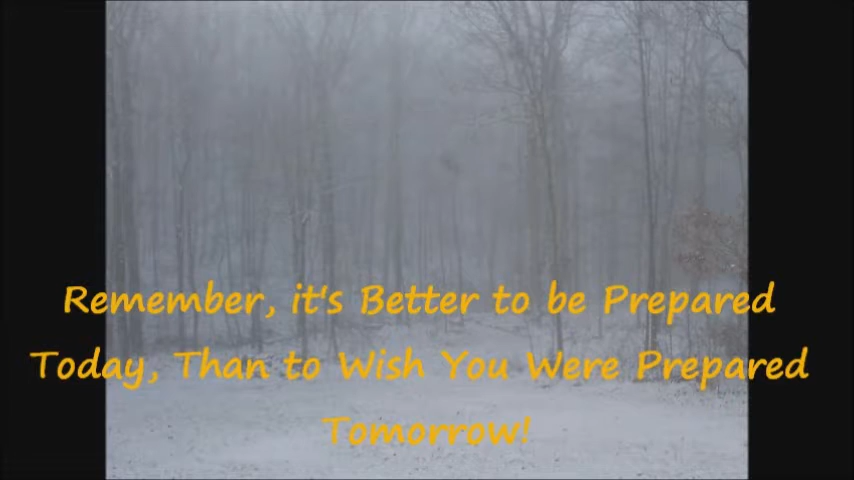 Remember, it's Better to be Prepared
Today, Than to Wish You Were Prepared
Tomorrow!